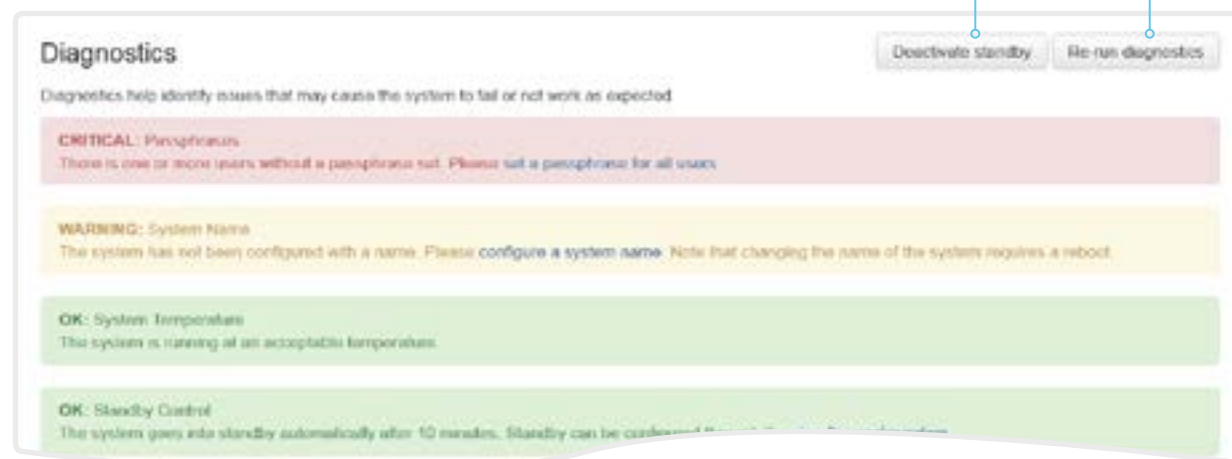 Diagnostics
Deactivate standby
Re-run diagnostics
Diagnostics help identify issues that may cause the system to fail or not work as expected
CRITICAL: Passphrases
There is one or more users without a passphrase set. Please set a passphrase for all users
WARNING: System Name
The system has not been configured with a name. Please configure a system name. Note that changing the name of the system requires a reboot.
OK: System Temperature
The system is running at an acceptable temperature.
OK: Standby Control
The system goes into standby automatically after 10 minutes. Standby can be configured